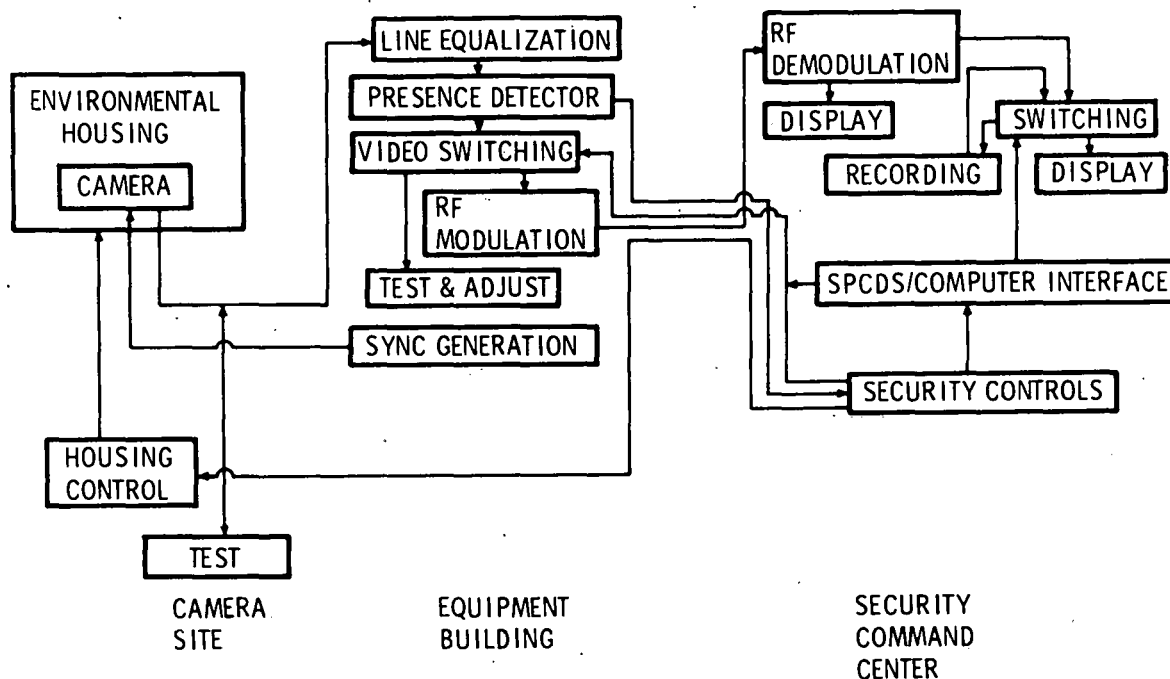 ENVIRONMENTAL
HOUSING
CAMERA
HOUSING
CONTROL
TEST
CAMERA
SITE
LINE EQUALIZATION
PRESENCE DETECTOR
VIDEO SWITCHING
RF
MODULATION
TEST & ADJUST
SYNC GENERATION
EQUIPMENT
BUILDING
RF
DEMODULATION
DISPLAY
SWITCHING
RECORDING
DISPLAY
SPCDS/COMPUTER INTERFACE
SECURITY CONTROLS
SECURITY
COMMAND
CENTER